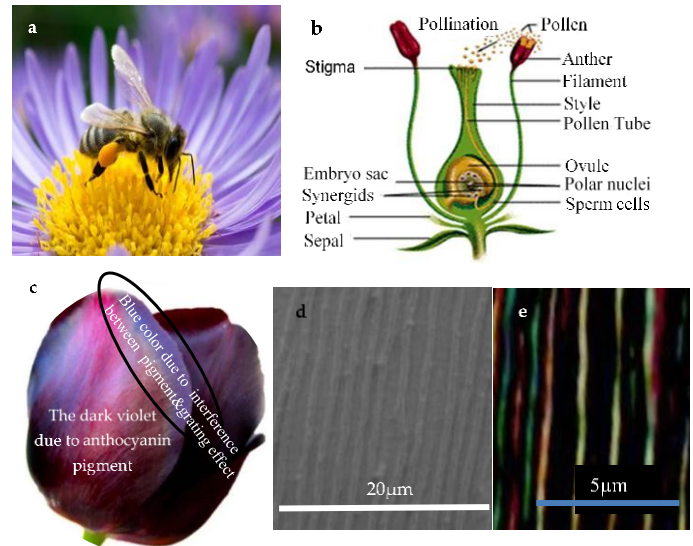 a
b
Pollination
Pollen
Stigma
Anther
Filament
Style
Pollen Tube
Embryo sac
Ovule
Synergids
Polar nuclei
Petal
Sperm cells
Sepal
c
Blue color due to interference
between pigment&grating effect
The dark violet
due to anthocyanin
pigment
d
20μm
e
5μm